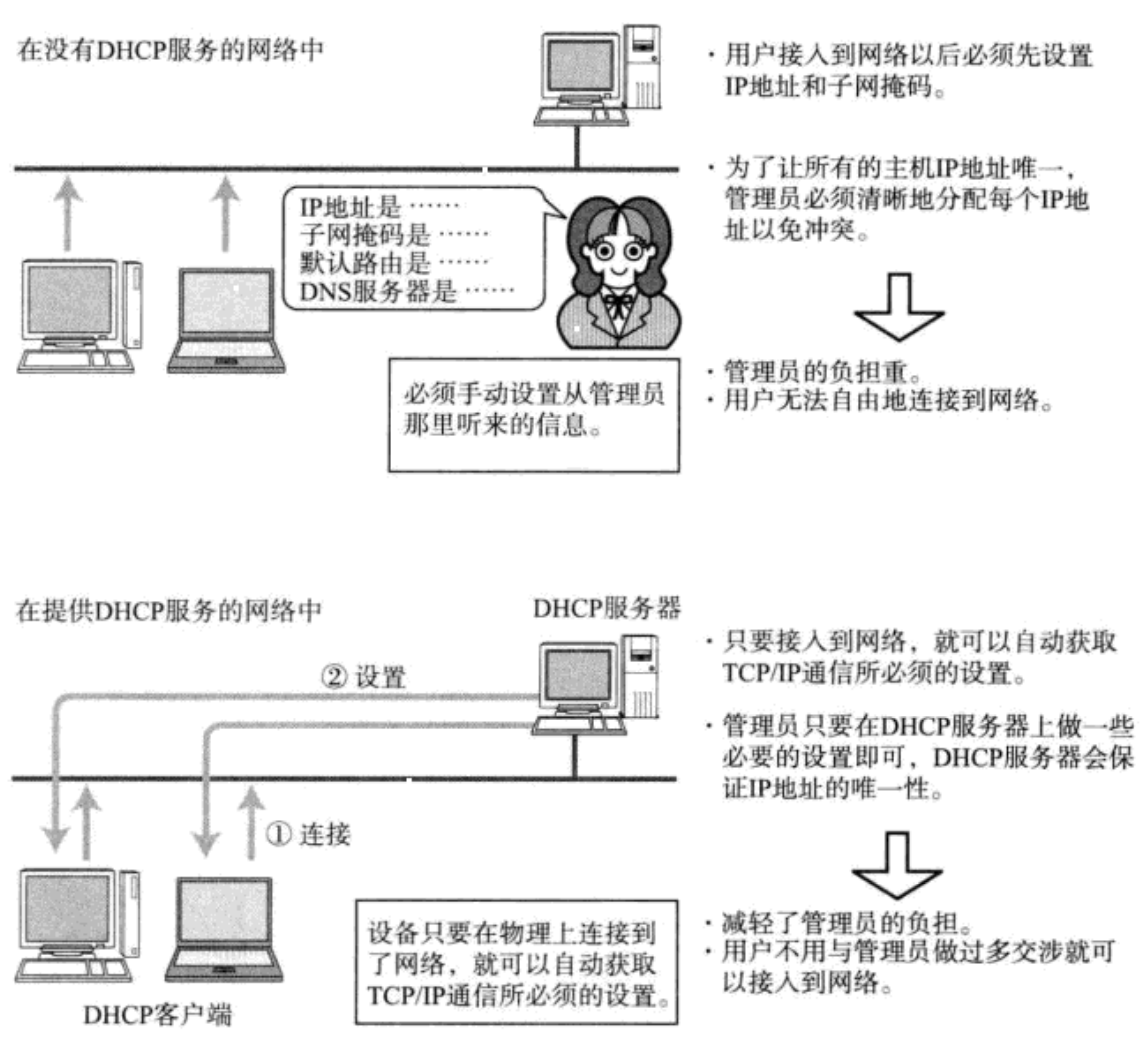 在没有DHCP服务的网络中
・用户接入到网络以后必须先设置
IP地址和子网掩码。
・为了让所有的主机IP地址唯一，
管理员必须清晰地分配每个IP地
址以免冲突。
IP地址是 ……
子网掩码是 ……
默认路由是 ……
DNS服务器是 ……
必须手动设置从管理员
那里听来的信息。
・管理员的负担重。
・用户无法自由地连接到网络。
在提供DHCP服务的网络中
DHCP服务器
② 设置
① 连接
DHCP客户端
设备只要在物理上连接到
了网络，就可以自动获取
TCP/IP通信所必须的设置。
・只要接入到网络，就可以自动获取
TCP/IP通信所必须的设置。
・管理员只要在DHCP服务器上做一些
必要的设置即可，DHCP服务器会保
证IP地址的唯一性。
・减轻了管理员的负担。
・用户不用与管理员做过多交涉就可
以接入到网络。